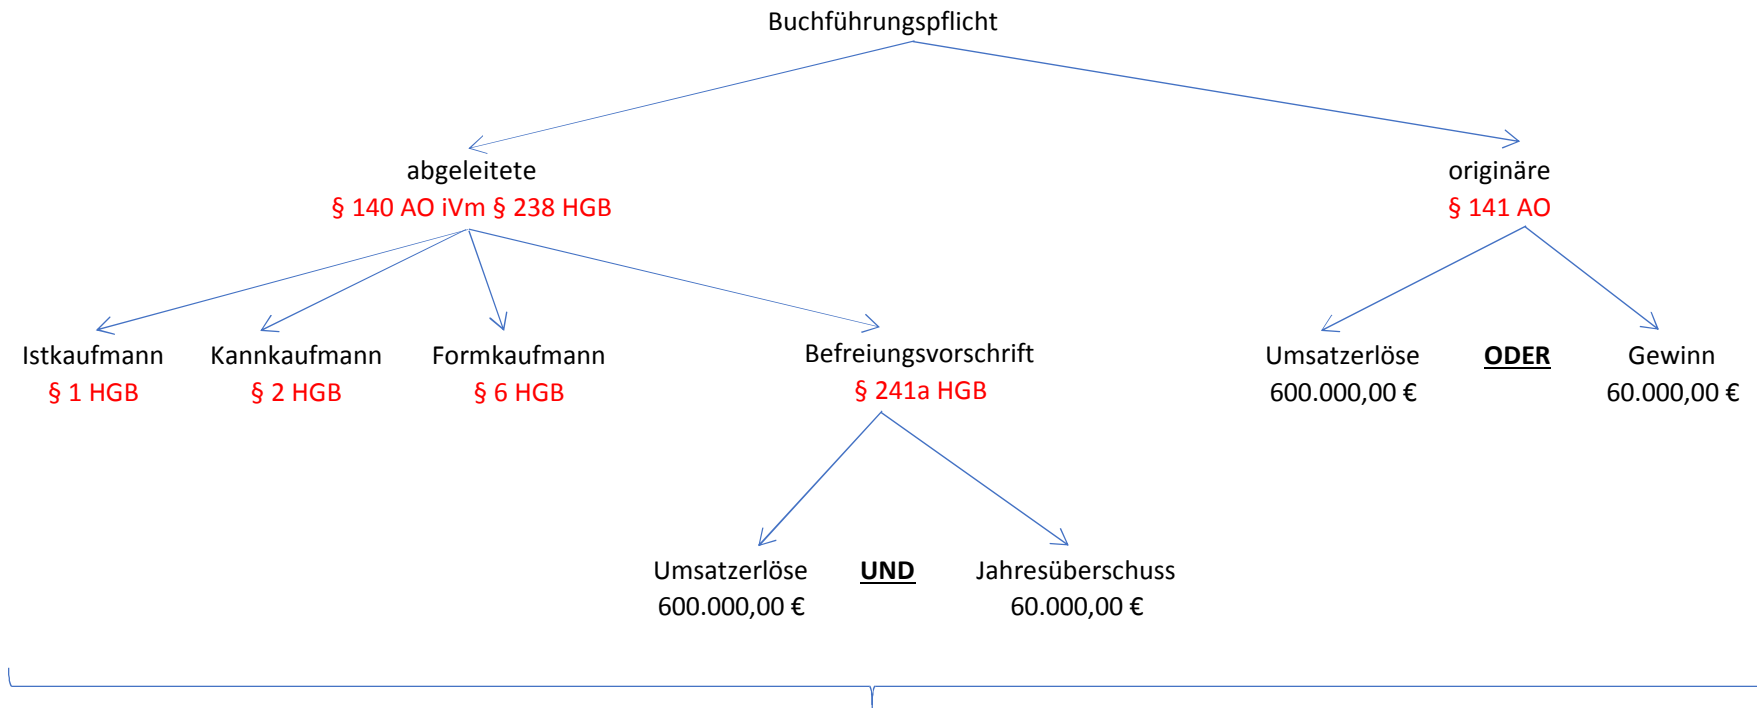 Buchführungspflicht
abgeleitete
§ 140 AO iVm § 238 HGB
originäre
§ 141 AO
Istkaufmann
§ 1 HGB
Kannkaufmann
§ 2 HGB
Formkaufmann
§ 6 HGB
Befreiungsvorschrift
§ 241a HGB
Umsatzerlöse
600.000,00 €
ODER
Gewinn
60.000,00 €
Umsatzerlöse
600.000,00 €
UND
Jahresüberschuss
60.000,00 €